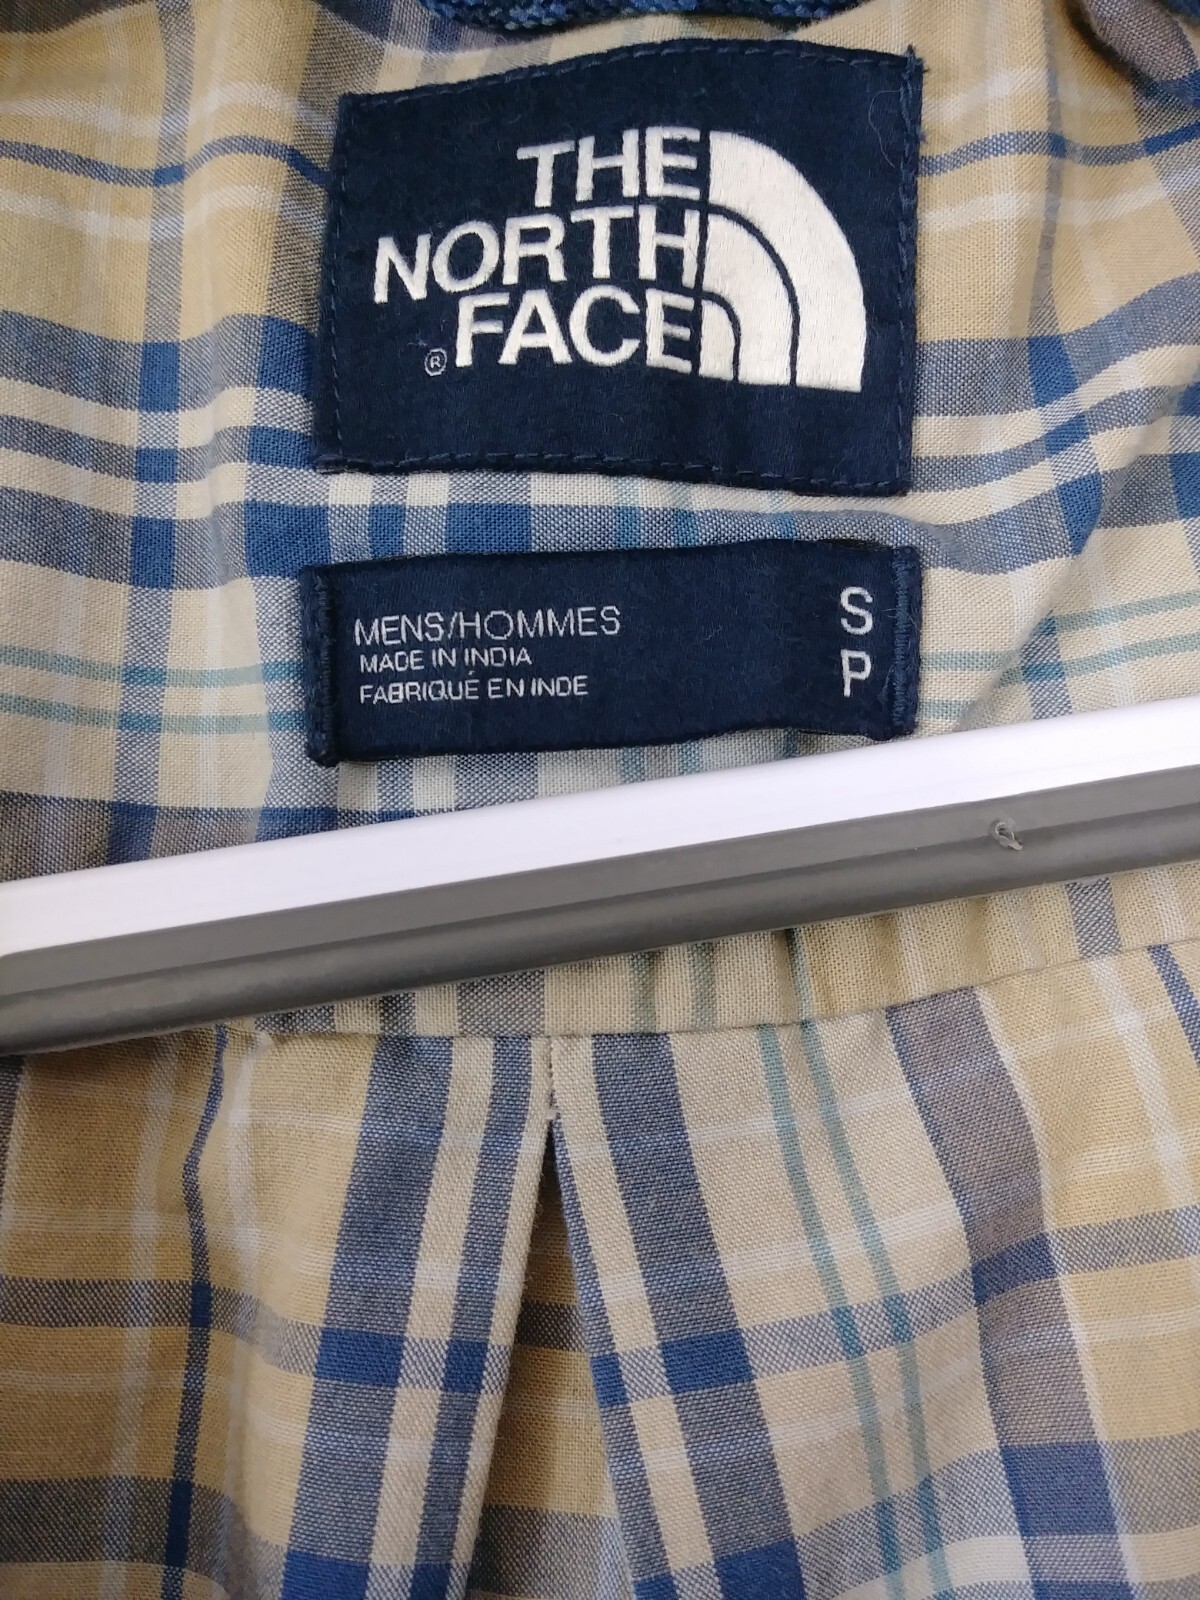 THE
NORTH
FACE
®
MENS/HOMMES
MADE IN INDIA
FABRIQUÉ EN INDE
S
P